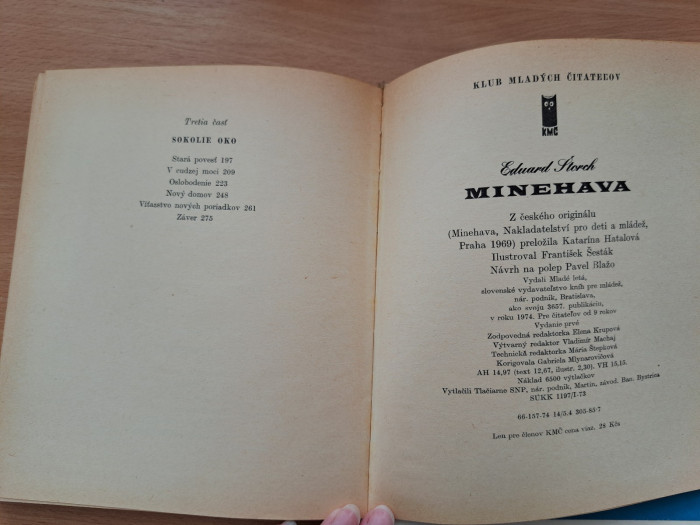 Tretia časť
SOKOLIE OKO
Stará povesť 197
V cudzej moci 209
Oslobodenie 223
Nový domov 248
Víťazstvo nových poriadkov 261
Záver 275
KLUB MLADÝCH ČITATEĽOV
KMČ
Eduard Štorch
MINEHAVA
Z českého originálu
(Minehava, Nakladatelství pro deti a mládež,
Praha 1969) preložila Katarína Hatalová
Ilustroval František Šesták
Návrh na polep Pavel Blažo
Vydali Mladé letá,
slovenské vydavateľstvo kníh pre mládež,
nár. podnik, Bratislava,
ako svoju 2657. publikáciu,
v roku 1974. Pre čitateľov od 9 rokov
Vydanie prvé
Zodpovedná redaktorka Elena Krupová
Výtvarný redaktor Vladimír Machaj
Technická redaktorka Mária Štepková
Korigovala Gabriela Mlynarovičová
AH 14,97 (text 12,67, ilustr. 2,30). VH 15,15.
Náklad 6500 výtlačkov
Vytlačili Tlačiarne SNP, nár. podnik, Martin, závod. Ban. Bystrica
SÚKK 1197/I-73
66-157-74 14/5.4 305-85-7
Len pre členov KMČ cena viaz. 28 Kčs